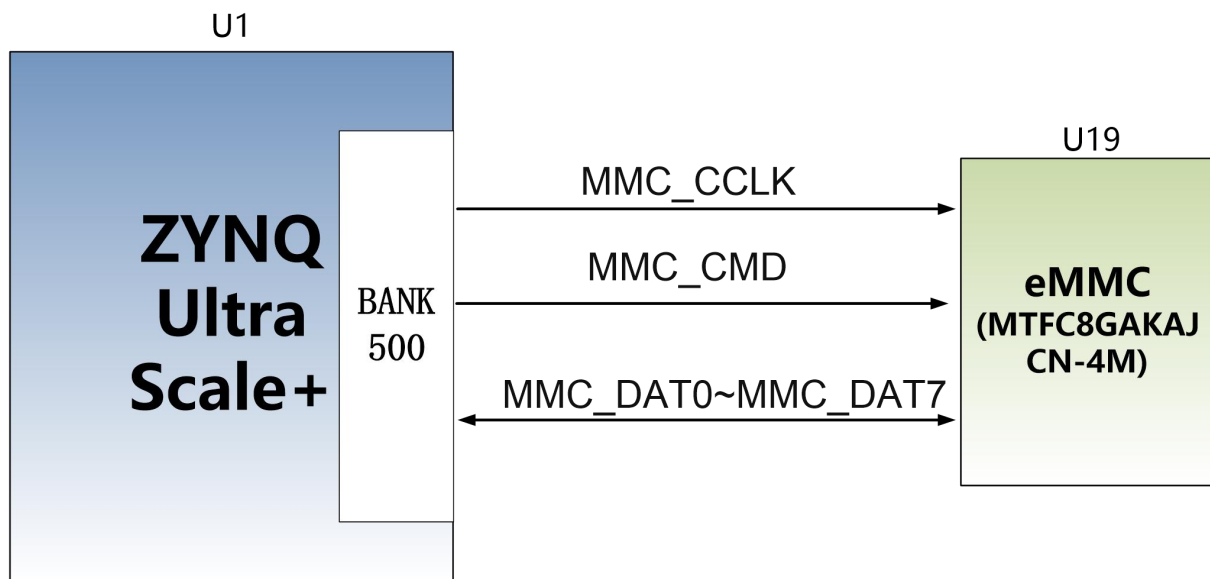 U1
ZYNQ
Ultra
Scale+
BANK
500
MMC_CCLK
MMC_CMD
MMC_DAT0~MMC_DAT7
U19
eMMC
(MTFC8GAKAJ
CN-4M)